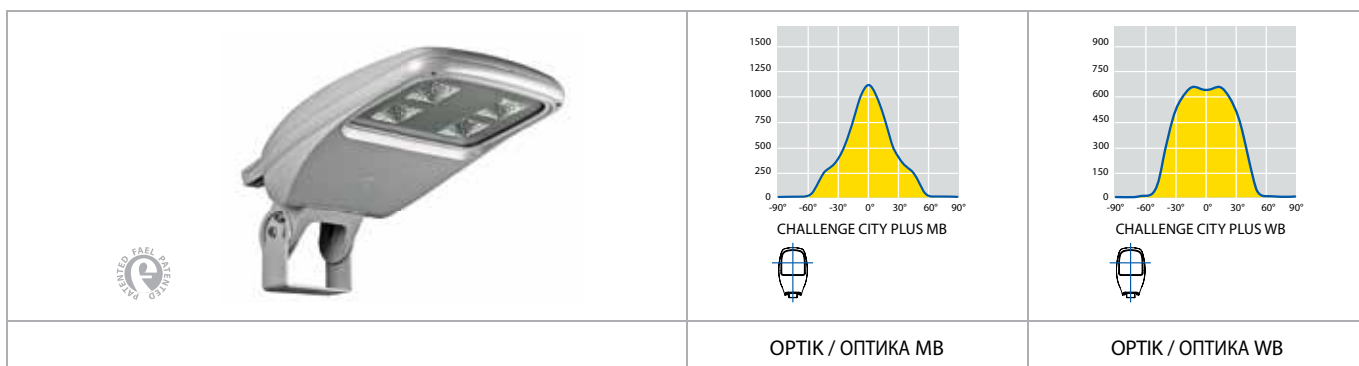 PATENTED FAEL PATENTED
1500
1250
1000
750
500
250
0
-90° -60° -30° 0° 30° 60° 90°
CHALLENGE CITY PLUS MB
900
750
600
450
300
150
0
-90° -60° -30° 0° 30° 60° 90°
CHALLENGE CITY PLUS WB
OPTIK / ОПТИКА MB
OPTIK / ОПТИКА WB